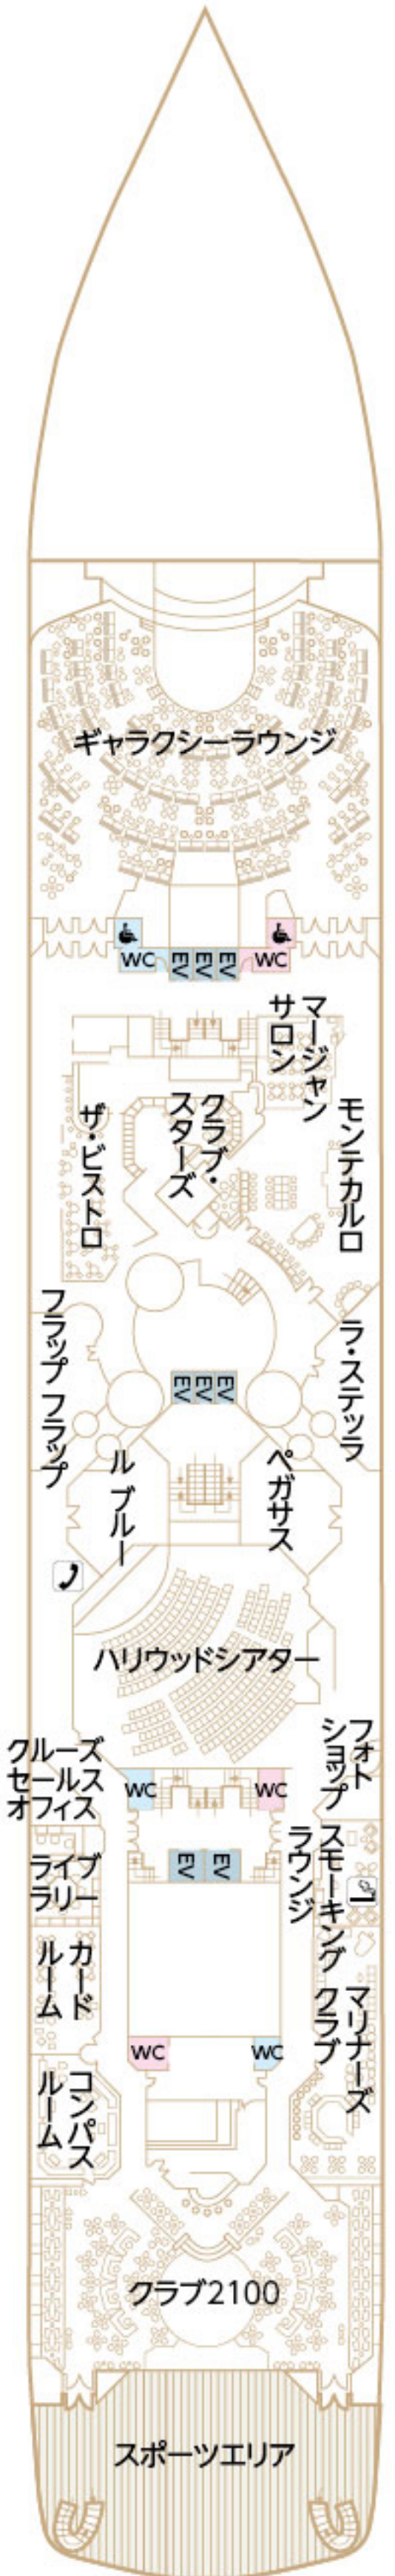 ギャラクシーラウンジ
WC
EV
EV
EV
WC
マージャン
サロン
クラブ・
スターズ
ザ・ビストロ
モンテカルロ
フラップ フラップ
EV
EV
EV
ラ・ステッラ
ル ブルー
ペガサス
ハリウッドシアター
クルーズ
セールス
オフィス
フォト
ショップ
WC
WC
スモーキング
ラウンジ
ライブ
ラリー
EV
EV
カード
ルーム
マリナーズ
クラブ
WC
WC
コンパス
ルーム
クラブ2100
スポーツエリア